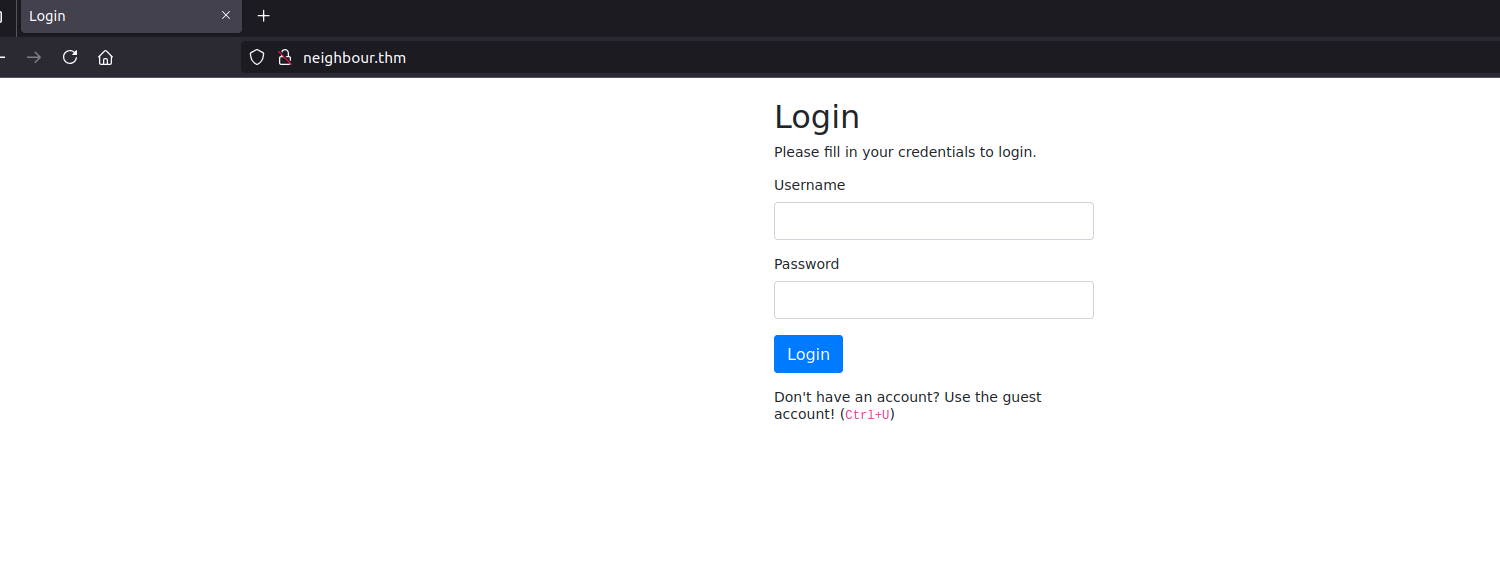 Login
neighbour.thm
Login
Please fill in your credentials to login.
Username
Password
Login
Don't have an account? Use the guest
account! (Ctrl+U)